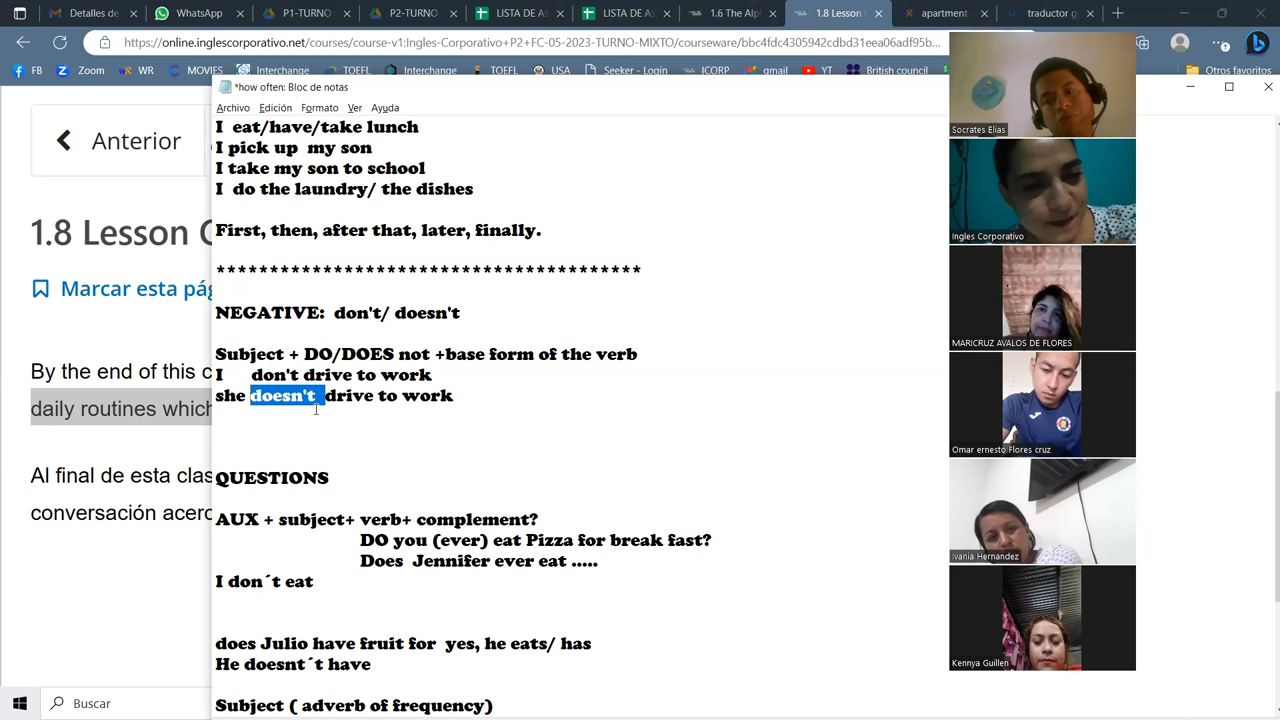 Detalles de
WhatsApp
P1-TURNO
P2-TURNO
LISTA DE AS
LISTA DE AS
1.6 The Alp
1.8 Lesson
apartment
traductor g
https://online.inglescorporativo.net/courses/course-v1:Ingles-Corporativo+P2+FC-05-2023-TURNO-MIXTO/courseware/bbc4fdc4305942cdbd31eea06adf95b...
FB
Zoom
WR
MOVIES
Interchange
TOEFL
Interchange
TOEFL
USA
Seeker - Login
ICORP
gmail
YT
British council
Otros favoritos
*how often: Bloc de notas
Archivo Edición Formato Ver Ayuda
Anterior
1.8 Lesson
Marcar esta pág
By the end of this c
daily routines which
Al final de esta clas
conversación acerc
I eat/have/take lunch
I pick up my son
I take my son to school
I do the laundry/ the dishes
First, then, after that, later, finally.
****************************************
NEGATIVE: don't/ doesn't
Subject + DO/DOES not +base form of the verb
I don't drive to work
she doesn't drive to work
QUESTIONS
AUX + subject+ verb+ complement?
DO you (ever) eat Pizza for break fast?
Does Jennifer ever eat .....
I don´t eat
does Julio have fruit for yes, he eats/ has
He doesnt´t have
Subject ( adverb of frequency)
Socrates Elias
Ingles Corporativo
MARICRUZ AVALOS DE FLORES
Omar ernesto Flores cruz
Ivania Hernandez
Kennya Guillen
Buscar